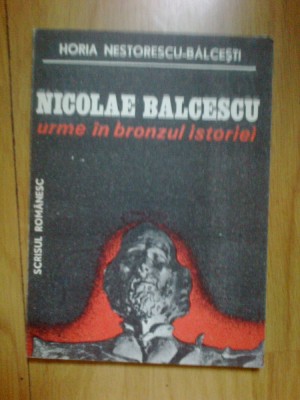 HORIA NESTORESCU-BĂLCEȘTI
NICOLAE BALCESCU
urme în bronzul istoriei
SCRISUL ROMÂNESC